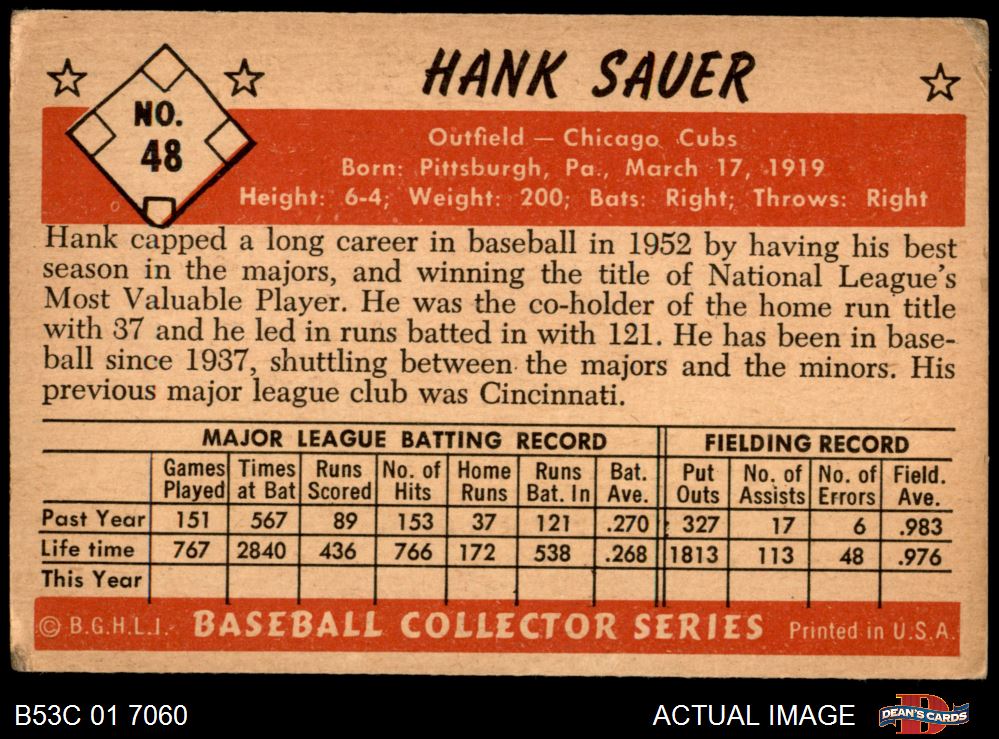 HANK SAUER
NO.
48
Outfield — Chicago Cubs
Born: Pittsburgh, Pa., March 17, 1919
Height: 6-4; Weight: 200; Bats: Right; Throws: Right
Hank capped a long career in baseball in 1952 by having his best
season in the majors, and winning the title of National League's
Most Valuable Player. He was the co-holder of the home run title
with 37 and he led in runs batted in with 121. He has been in base-
ball since 1937, shuttling between the majors and the minors. His
previous major league club was Cincinnati.
MAJOR LEAGUE BATTING RECORD FIELDING RECORD
Games Times Runs No. of Home Runs Bat. Put No. of No. of Field.
Played at Bat Scored Hits Runs Bat. In Ave. Outs Assists Errors Ave.
Past Year 151 567 89 153 37 121 .270 327 17 6 .983
Life time 767 2840 436 766 172 538 .268 1813 113 48 .976
This Year
© B.G.H.L.I. BASEBALL COLLECTOR SERIES Printed in U.S.A.
B53C 01 7060 ACTUAL IMAGE DEAN'S CARDS